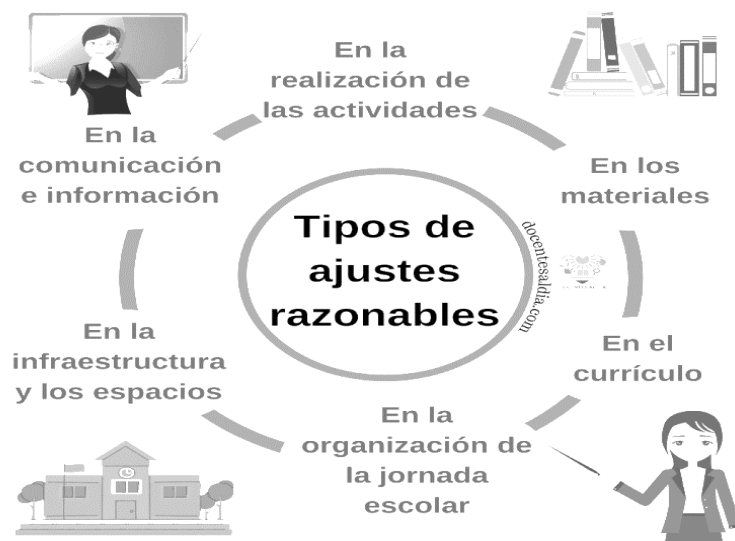 En la
realización de
las actividades
En los
materiales
En el
currículo
En la
organización de
la jornada
escolar
En la
infraestructura
y los espacios
En la
comunicación
e información
Tipos de
ajustes
razonables
docentesaldia.com